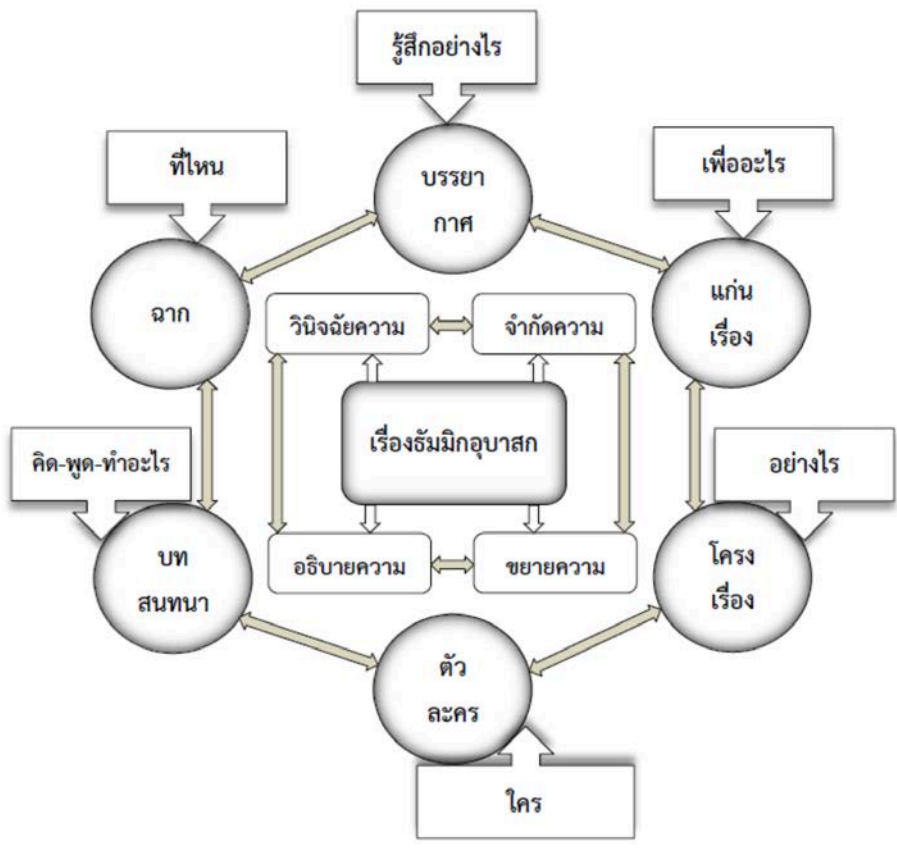 รู้สึกอย่างไร
ที่ไหน
เพื่ออะไร
บรรยา
กาศ
ฉาก
แก่น
เรื่อง
วินิจฉัยความ
จำกัดความ
เรื่องธัมมิกอุบาสก
คิด-พูด-ทำอะไร
อย่างไร
อธิบายความ
ขยายความ
บท
สนทนา
โครง
เรื่อง
ตัว
ละคร
ใคร